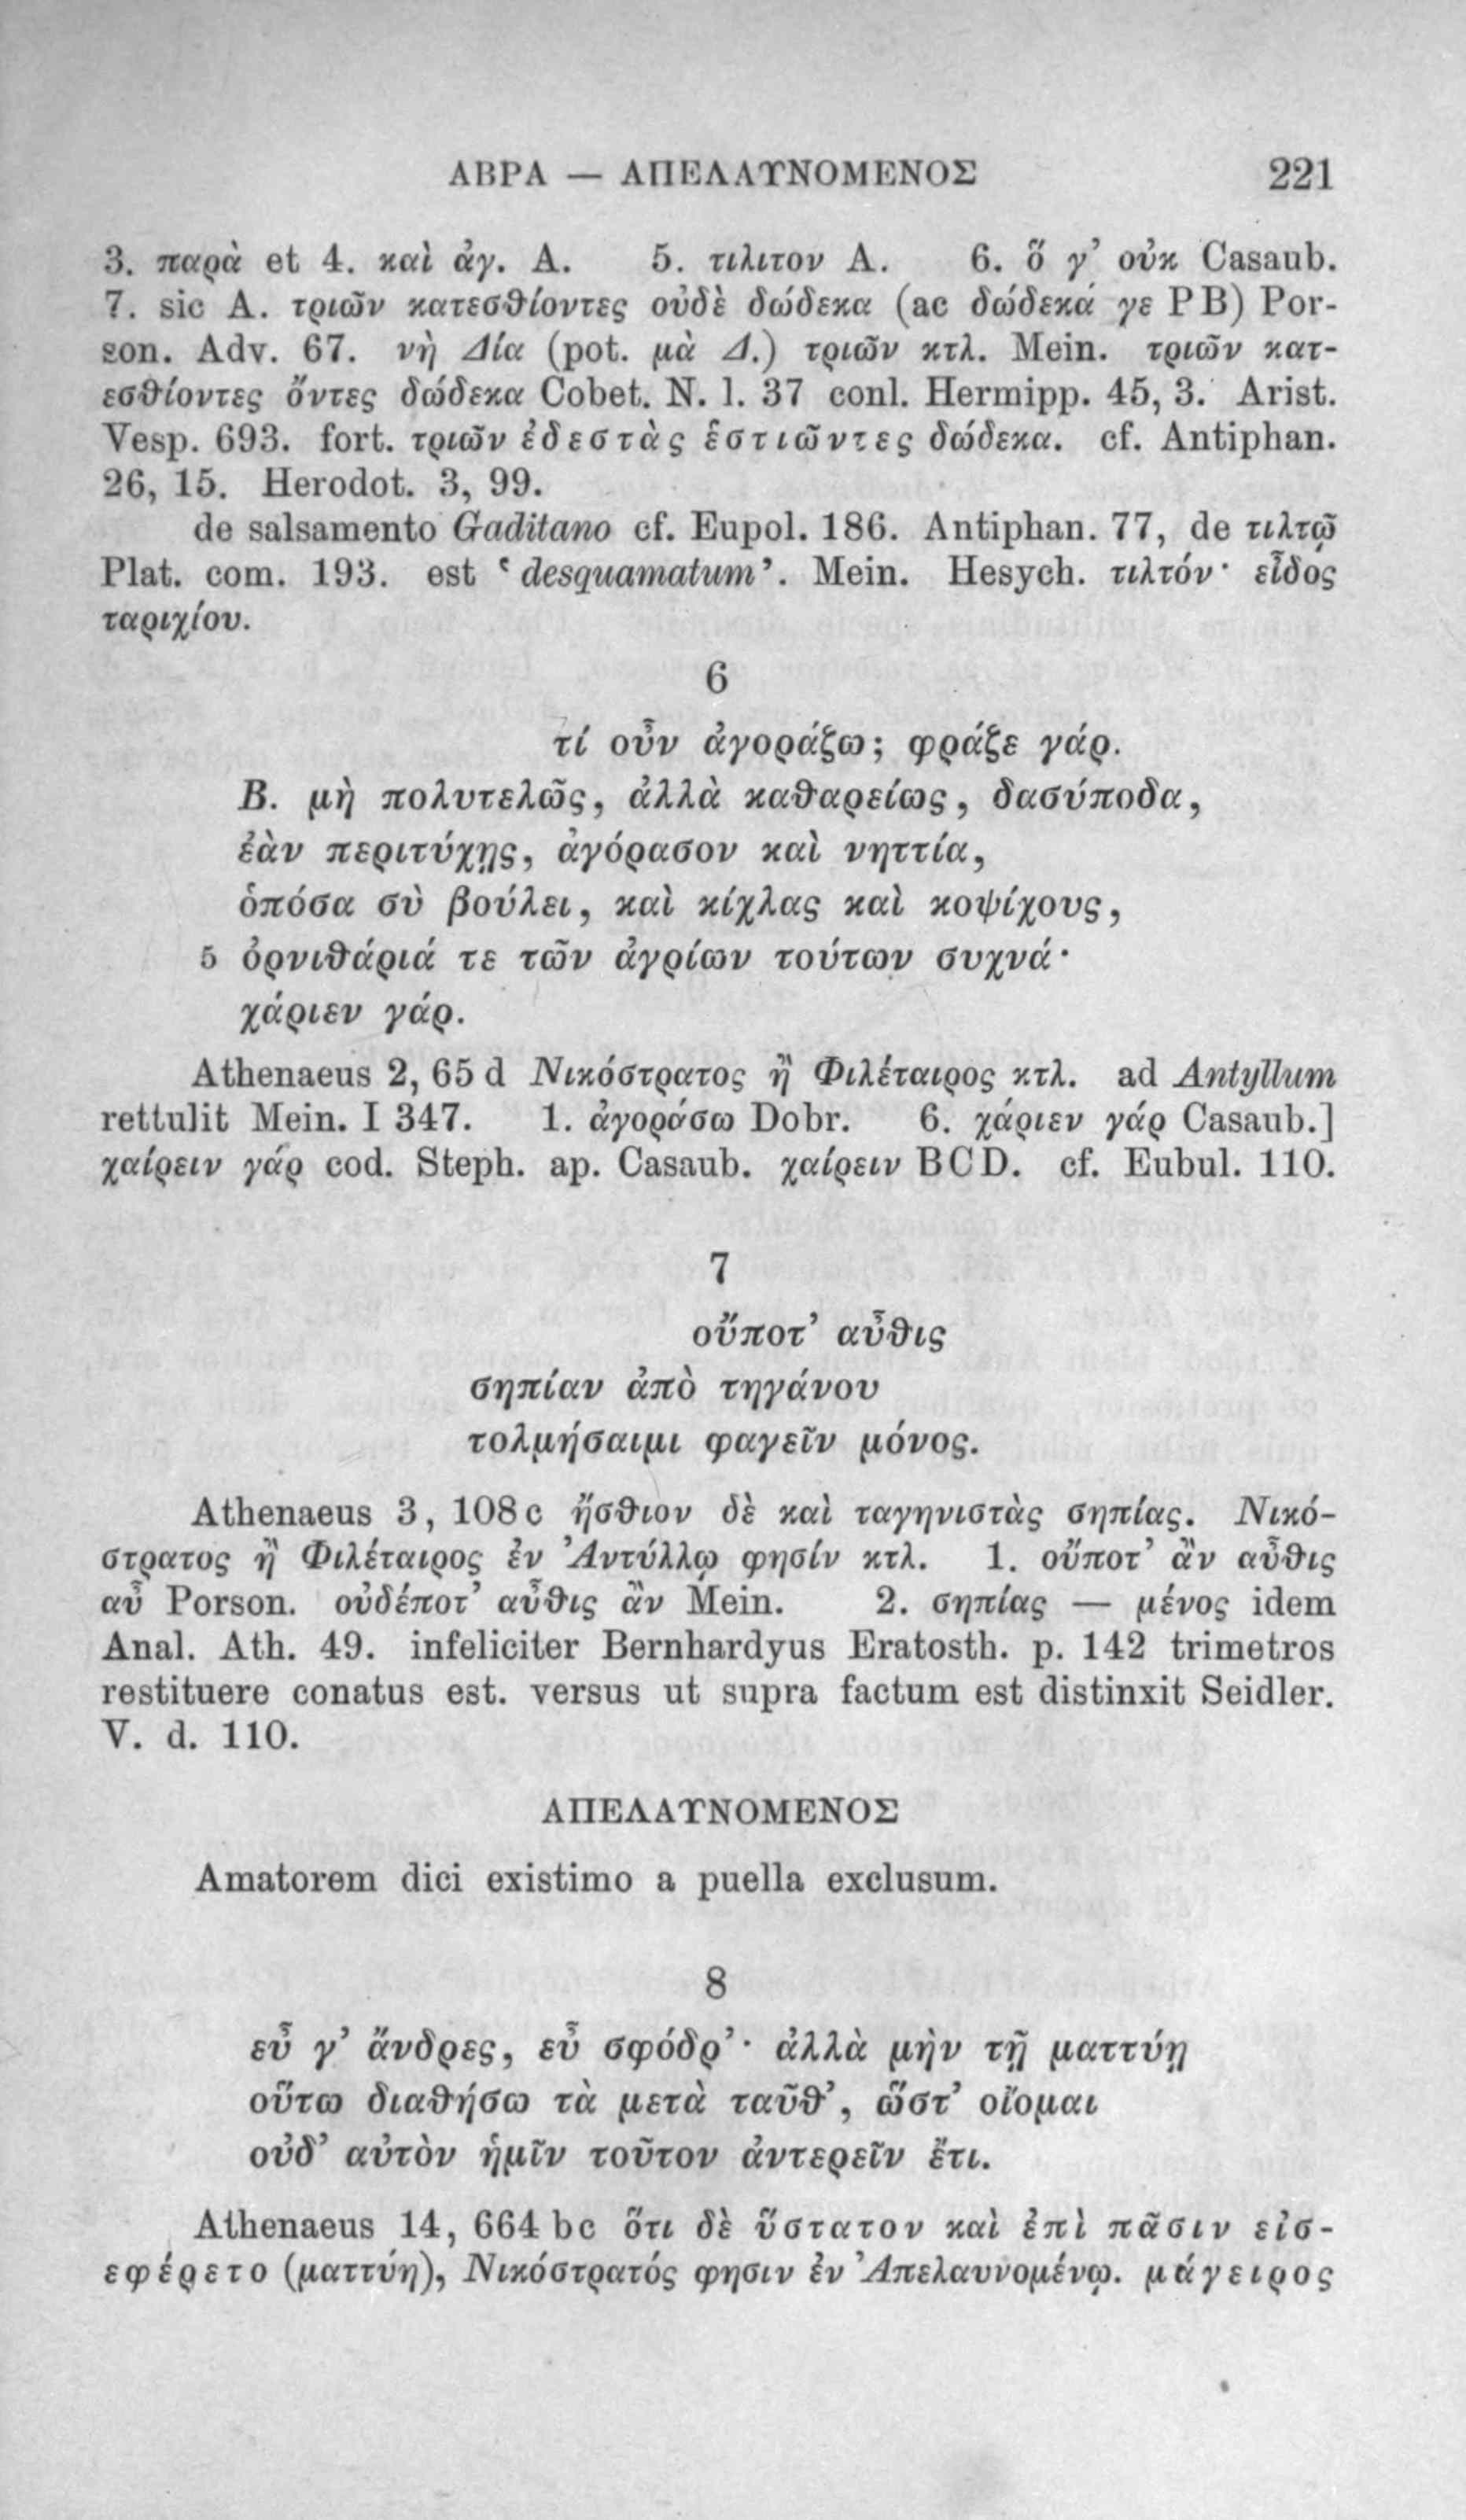 ΑΒΡΑ — ΑΠΕΛΑΥΝΟΜΕΝΟΣ 221
3. παρὰ et 4. καὶ ἀγ. A. 5. τιλιτον A. 6. ὅ γ’ οὐκ Casaub.
7. sic A. τριῶν κατεσθίοντες οὐδὲ δώδεκα (ac δώδεκά γε PB) Por-
son. Adv. 67. νὴ Δία (pot. μὰ Δ.) τριῶν κτλ. Mein. τριῶν κατ-
εσθίοντες ὄντες δώδεκα Cobet. N. l. 37 conl. Hermipp. 45, 3. Arist.
Vesp. 693. fort. τριῶν ἐδεστὰς ἑστιῶντες δώδεκα. cf. Antiphan.
26, 15. Herodot. 3, 99.
de salsamento Gaditano cf. Eupol. 186. Antiphan. 77, de τιλτῷ
Plat. com. 193. est ‘desquamatum’. Mein. Hesych. τιλτόν· εἶδος
ταριχίου.
6
τί οὖν ἀγοράζω; φράζε γάρ.
B. μὴ πολυτελῶς, ἀλλὰ καθαρείως, δασύποδα,
ἐὰν περιτύχῃς, ἀγόρασον καὶ νηττία,
ὁπόσα σὺ βούλει, καὶ κίχλας καὶ κοψίχους,
5 ὀρνιθάριά τε τῶν ἀγρίων τούτων συχνά·
χάριεν γάρ.
Athenaeus 2, 65 d Νικόστρατος ἢ Φιλέταιρος κτλ. ad Antyllum
rettulit Mein. I 347. 1. ἀγοράσω Dobr. 6. χάριεν γάρ Casaub.]
χαίρειν γάρ cod. Steph. ap. Casaub. χαίρειν BCD. cf. Eubul. 110.
7
οὔποτ’ αὖθις
σηπίαν ἀπὸ τηγάνου
τολμήσαιμι φαγεῖν μόνος.
Athenaeus 3, 108 c ἤσθιον δὲ καὶ ταγηνιστὰς σηπίας. Νικό-
στρατος ἢ Φιλέταιρος ἐν Ἀντύλλῳ φησίν κτλ. 1. οὔποτ’ ἂν αὖθις
αὖ Porson. οὐδέποτ’ αὖθις ἂν Mein. 2. σηπίας — μένος idem
Anal. Ath. 49. infeliciter Bernhardyus Eratosth. p. 142 trimetros
restituere conatus est. versus ut supra factum est distinxit Seidler.
V. d. 110.
ΑΠΕΛΑΥΝΟΜΕΝΟΣ
Amatorem dici existimo a puella exclusum.
8
εὖ γ’ ἄνδρες, εὖ σφόδρ’· ἀλλὰ μὴν τῇ ματτύῃ
οὕτω διαθήσω τὰ μετὰ ταῦθ’, ὥστ’ οἴομαι
οὐδ’ αὐτὸν ἡμῖν τοῦτον ἀντερεῖν ἔτι.
Athenaeus 14, 664 bc ὅτι δὲ ὕστατον καὶ ἐπὶ πᾶσιν εἰσ-
εφέρετο (ματτύη), Νικόστρατός φησιν ἐν Ἀπελαυνομένῳ. μάγειρος